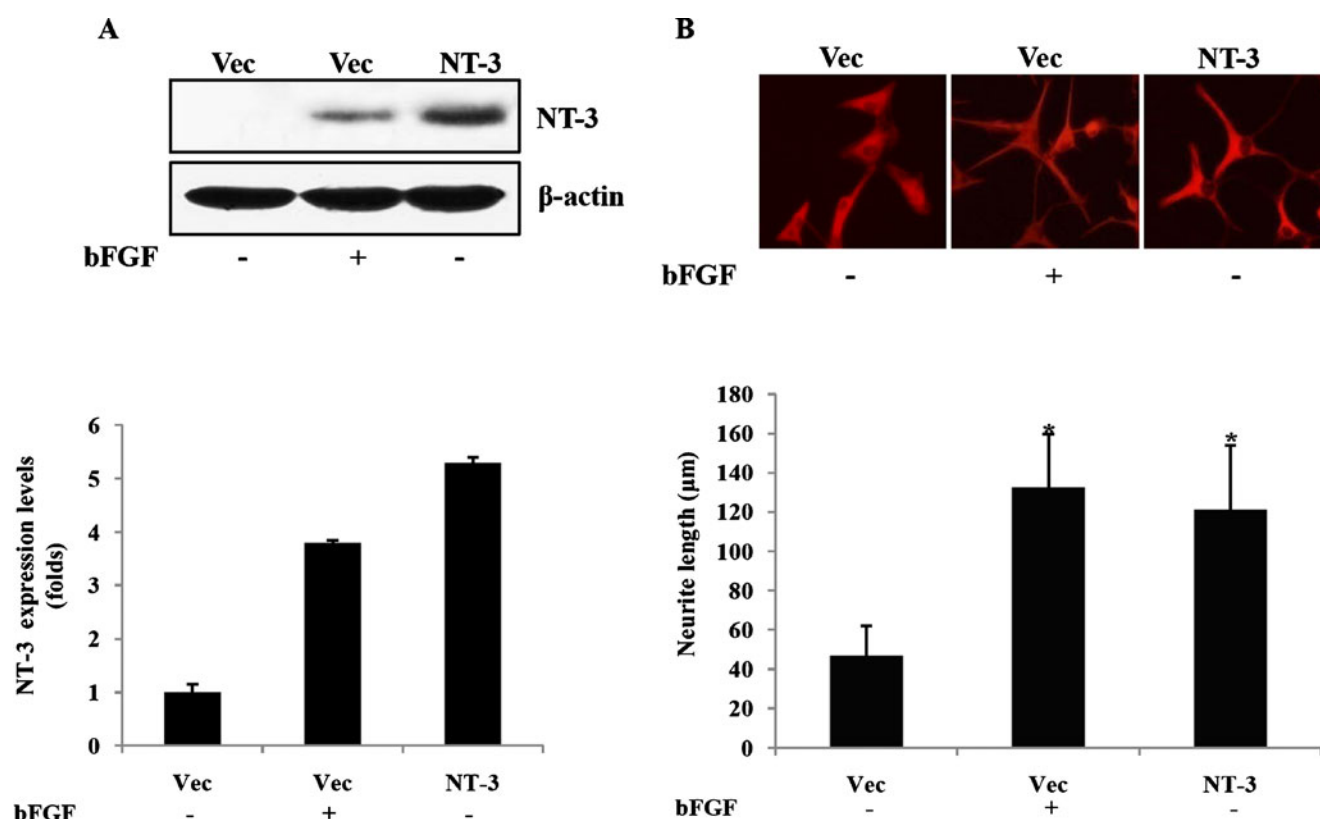 A
Vec Vec NT-3
NT-3
β-actin
bFGF - + -
B
Vec Vec NT-3
bFGF - + -
NT-3 expression levels
(folds)
6
5
4
3
2
1
0
Vec Vec NT-3
bFGF - + -
Neurite length (μm)
180
160
140
120
100
80
60
40
20
0
* *
Vec Vec NT-3
bFGF - + -